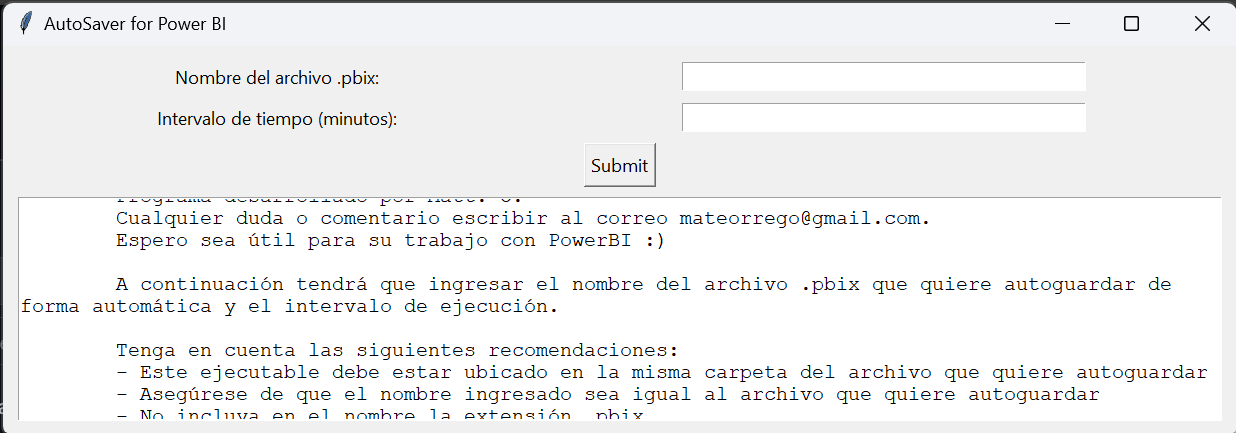 AutoSaver for Power BI
Nombre del archivo .pbix:
Intervalo de tiempo (minutos):
Submit
Programa desarrollado por Matt. O.
Cualquier duda o comentario escribir al correo mateorrego@gmail.com.
Espero sea útil para su trabajo con PowerBI :)
A continuación tendrá que ingresar el nombre del archivo .pbix que quiere autoguardar de
forma automática y el intervalo de ejecución.
Tenga en cuenta las siguientes recomendaciones:
- Este ejecutable debe estar ubicado en la misma carpeta del archivo que quiere autoguardar
- Asegúrese de que el nombre ingresado sea igual al archivo que quiere autoguardar
- No incluya en el nombre la extensión .pbix